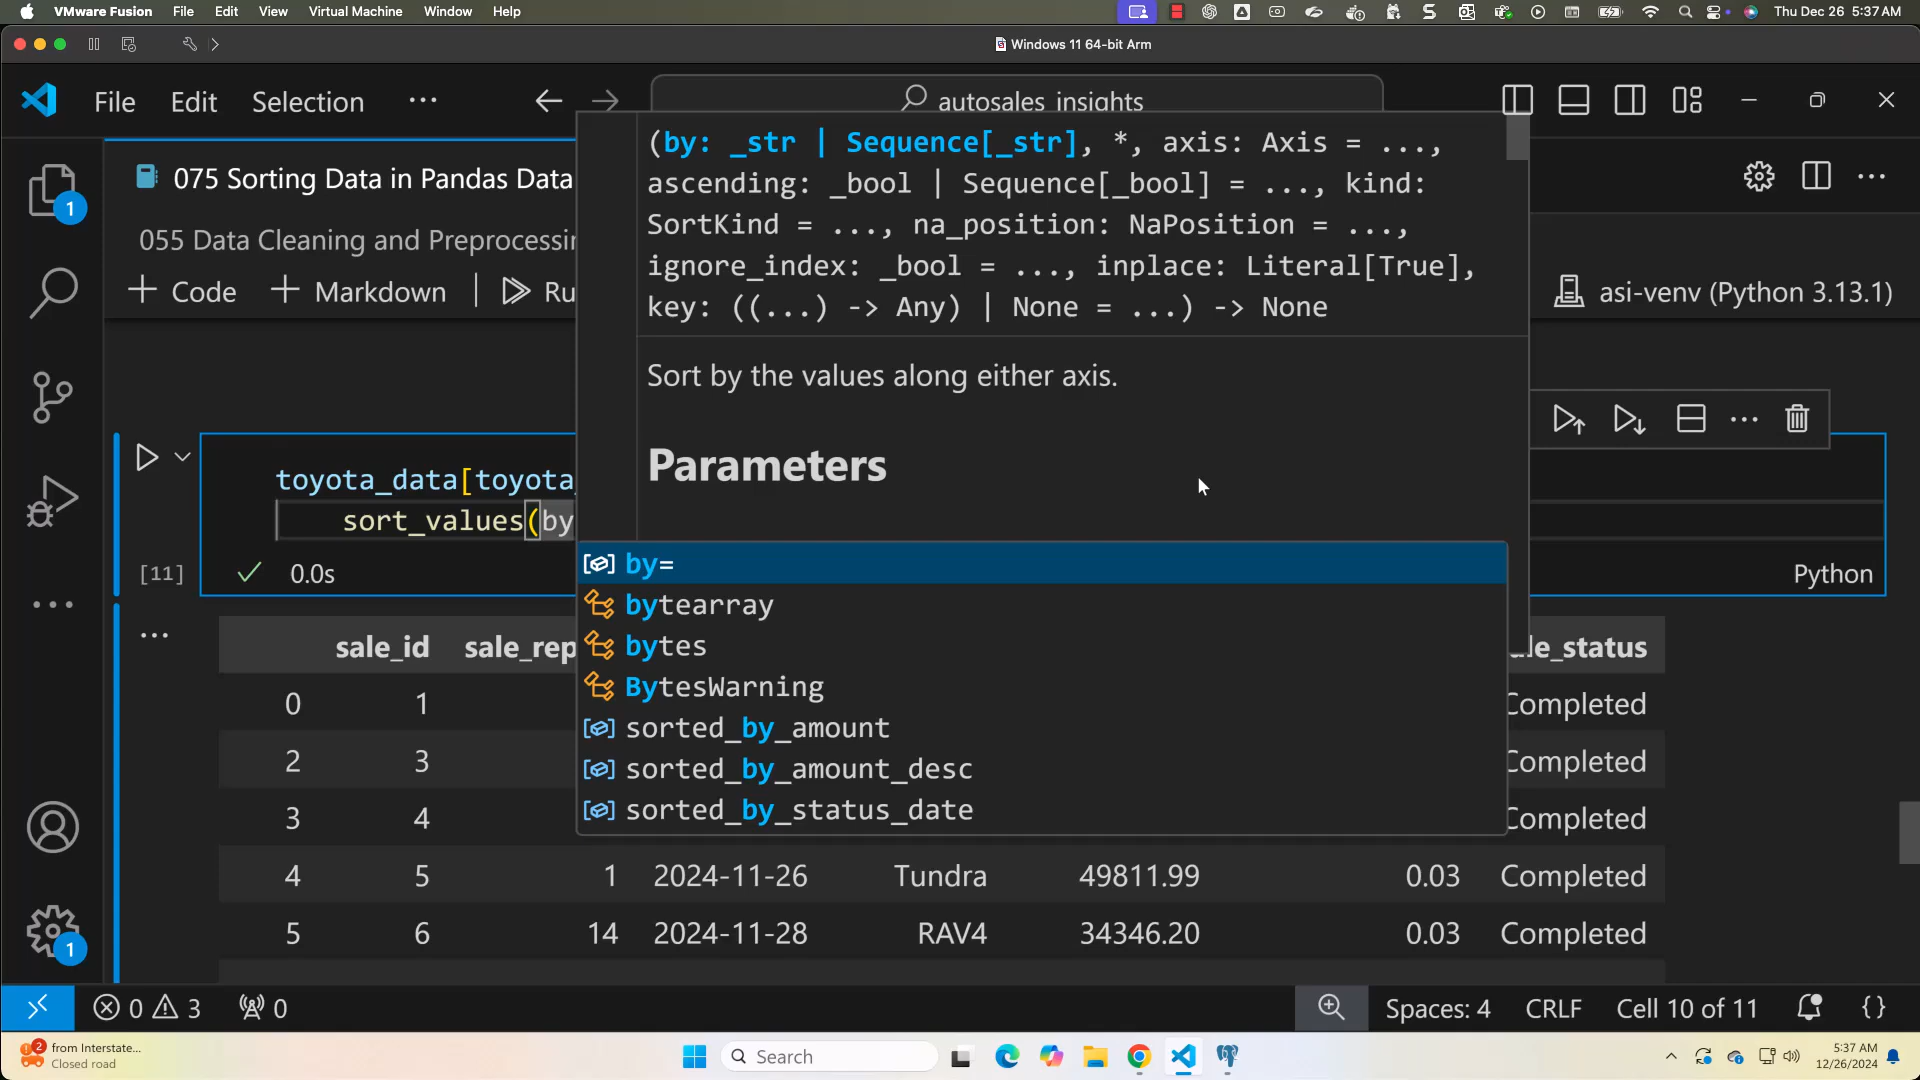 VMware Fusion File Edit View Virtual Machine Window Help Thu Dec 26 5:37 AM
Windows 11 64-bit Arm
File Edit Selection ··· autosales_insights
075 Sorting Data in Pandas Data
055 Data Cleaning and Preprocessin
+ Code + Markdown Ru
asi-venv (Python 3.13.1)
(by: _str | Sequence[_str], *, axis: Axis = ...,
ascending: _bool | Sequence[_bool] = ..., kind:
SortKind = ..., na_position: NaPosition = ...,
ignore_index: _bool = ..., inplace: Literal[True],
key: ((...) -> Any) | None = ...) -> None
Sort by the values along either axis.
Parameters
toyota_data[toyota_
sort_values(by
[11] 0.0s
Python
by=
bytearray
bytes
BytesWarning
sorted_by_amount
sorted_by_amount_desc
sorted_by_status_date
sale_id sale_rep le_status
0 1 Completed
2 3 Completed
3 4 Completed
4 5 1 2024-11-26 Tundra 49811.99 0.03 Completed
5 6 14 2024-11-28 RAV4 34346.20 0.03 Completed
0 3 0 Spaces: 4 CRLF Cell 10 of 11 {}
from Interstate...
Closed road
Search
5:37 AM
12/26/2024
1
1
2